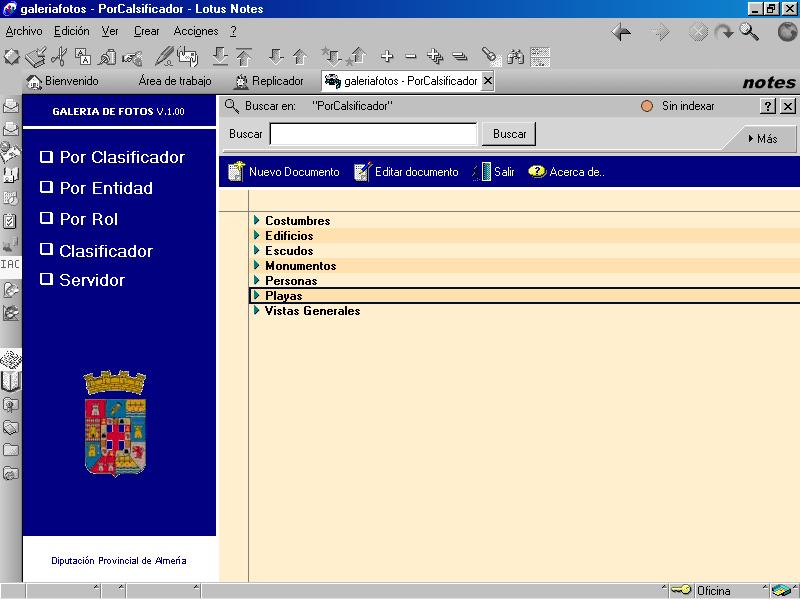 galeriafotos - PorCalsificador - Lotus Notes
Archivo Edición Ver Crear Acciones ?
Bienvenido Área de trabajo Replicador galeriafotos - PorCalsificador
notes
GALERIA DE FOTOS V.1.00
Buscar en: "PorCalsificador" Sin indexar ?
Buscar Buscar Más
Nuevo Documento Editar documento Salir Acerca de..
Por Clasificador
Por Entidad
Por Rol
Clasificador
Servidor
IAC
Costumbres
Edificios
Escudos
Monumentos
Personas
Playas
Vistas Generales
Diputación Provincial de Almería
Oficina